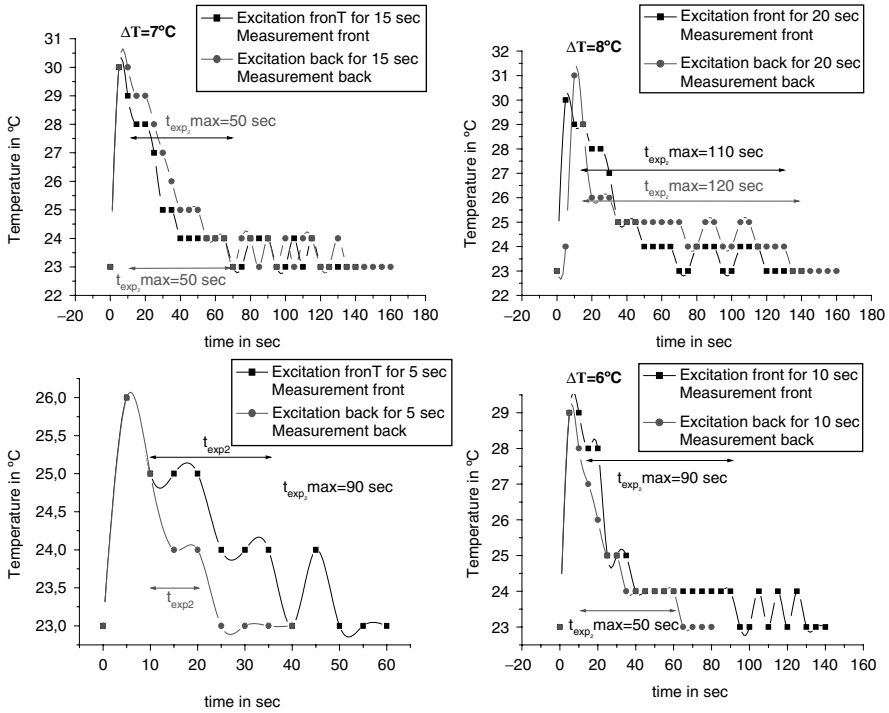 ΔT=7°C
Excitation fronT for 15 sec
Measurement front
Excitation back for 15 sec
Measurement back
texp2max=50 sec
texp2max=50 sec
Temperature in ºC
32
31
30
29
28
27
26
25
24
23
22
−20 0 20 40 60 80 100 120 140 160 180
time in sec
ΔT=8°C
Excitation front for 20 sec
Measurement front
Excitation back for 20 sec
Measurement back
texp2max=110 sec
texp2max=120 sec
Temperature in ºC
32
31
30
29
28
27
26
25
24
23
22
−20 0 20 40 60 80 100 120 140 160 180
time in sec
Excitation fronT for 5 sec
Measurement front
Excitation back for 5 sec
Measurement back
texp2
texp2max=90 sec
texp2
Temperature in ºC
26,0
25,5
25,0
24,5
24,0
23,5
23,0
0 10 20 30 40 50 60
time in sec
ΔT=6°C
Excitation front for 10 sec
Measurement front
Excitation back for 10 sec
Measurement back
texp2max=90 sec
texp2max=50 sec
Temperature in ºC
29
28
27
26
25
24
23
−20 0 20 40 60 80 100 120 140 160
time in sec